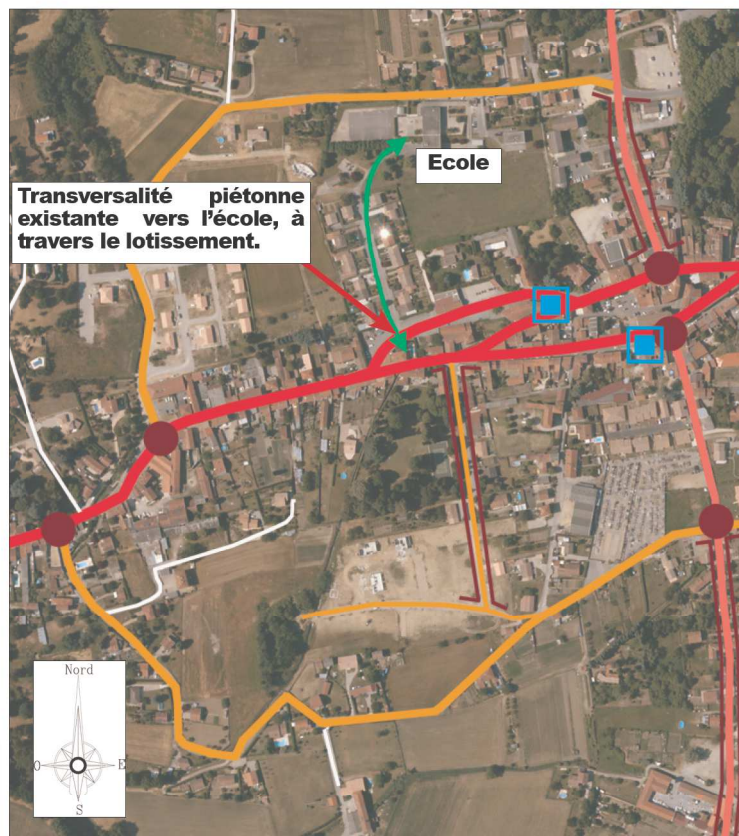 Ecole
Transversalité piétonne
existante vers l’école, à
travers le lotissement.
Nord
O
E
S